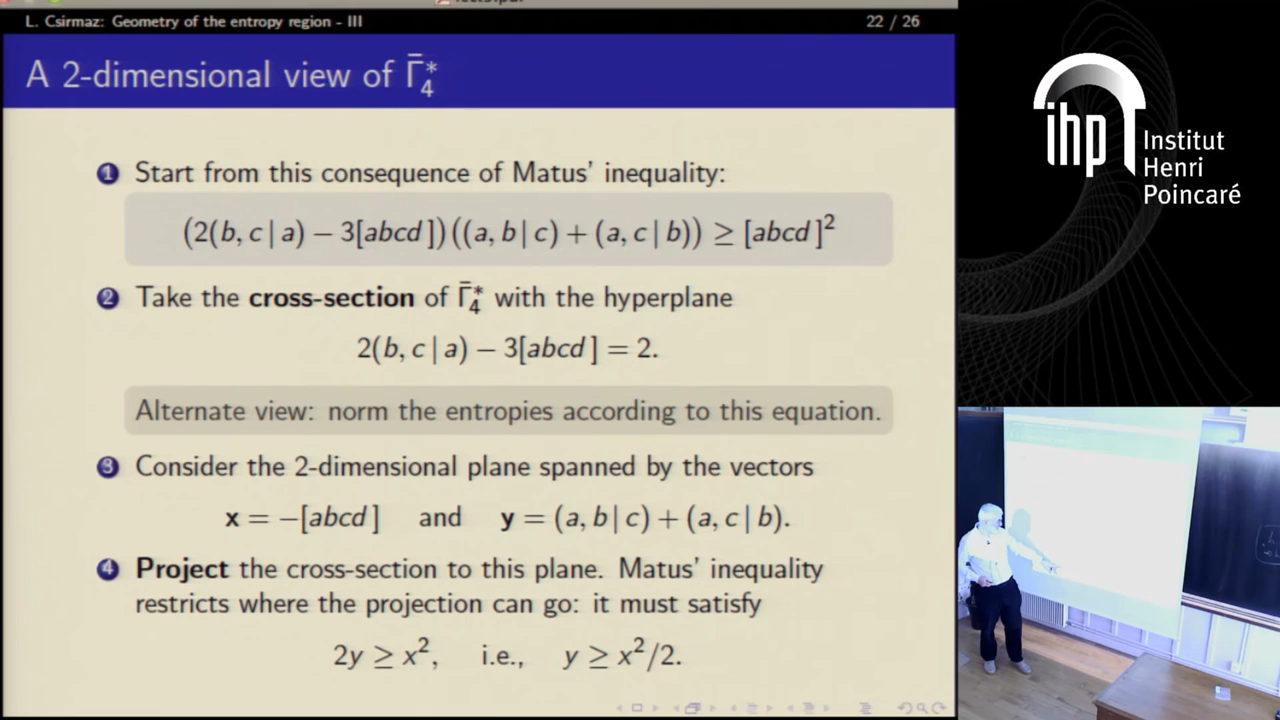 L. Csirmaz: Geometry of the entropy region - III 22 / 26
A 2-dimensional view of Γ̄₄*
1 Start from this consequence of Matus' inequality:
(2(b, c | a) − 3[abcd])((a, b | c) + (a, c | b)) ≥ [abcd]²
2 Take the cross-section of Γ̄₄* with the hyperplane
2(b, c | a) − 3[abcd] = 2.
Alternate view: norm the entropies according to this equation.
3 Consider the 2-dimensional plane spanned by the vectors
x = −[abcd] and y = (a, b | c) + (a, c | b).
4 Project the cross-section to this plane. Matus' inequality
restricts where the projection can go: it must satisfy
2y ≥ x², i.e., y ≥ x²/2.
ihp
Institut
Henri
Poincaré